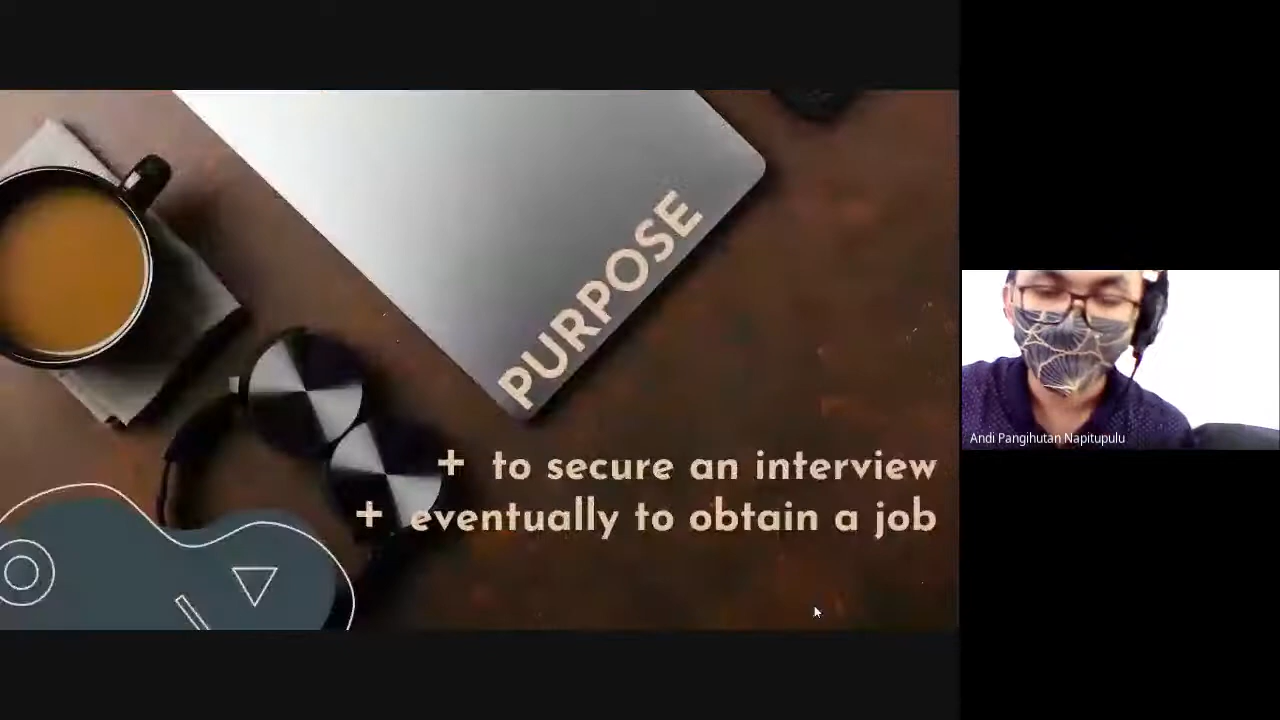 PURPOSE
+ to secure an interview
+ eventually to obtain a job
Andi Pangihutan Napitupulu